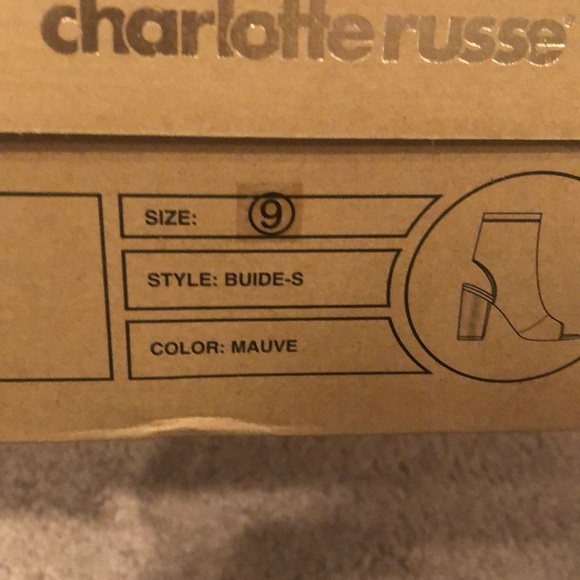 charlotte russe
SIZE: 9
STYLE: BUIDE-S
COLOR: MAUVE